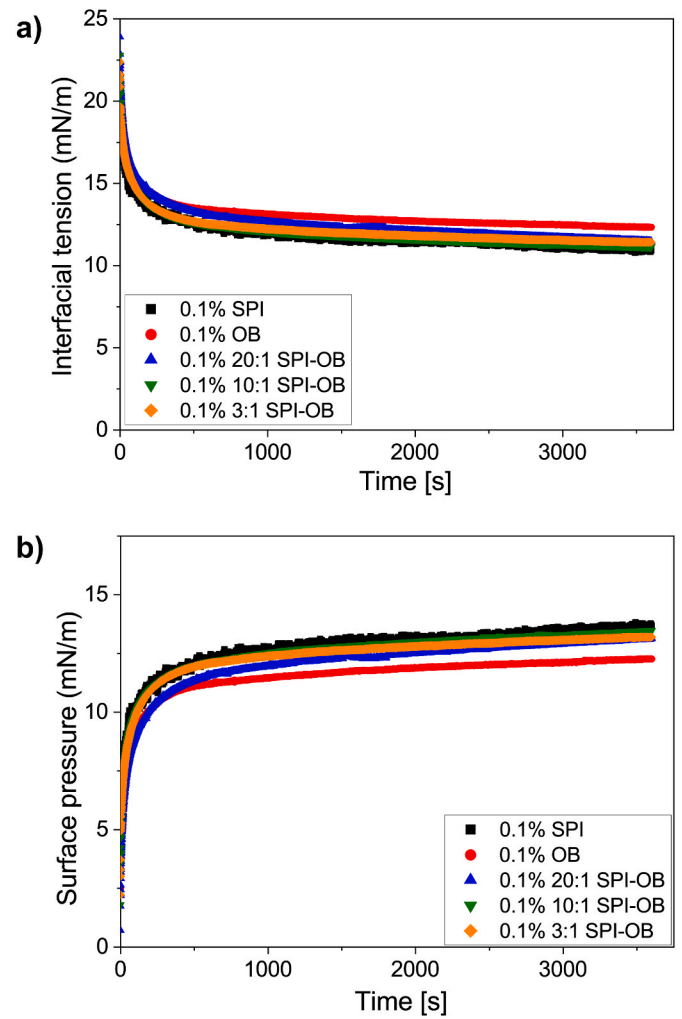 a)
25
20
15
10
5
0
Interfacial tension (mN/m)
0.1% SPI
0.1% OB
0.1% 20:1 SPI-OB
0.1% 10:1 SPI-OB
0.1% 3:1 SPI-OB
0 1000 2000 3000
Time [s]
b)
15
10
5
0
Surface pressure (mN/m)
0.1% SPI
0.1% OB
0.1% 20:1 SPI-OB
0.1% 10:1 SPI-OB
0.1% 3:1 SPI-OB
0 1000 2000 3000
Time [s]